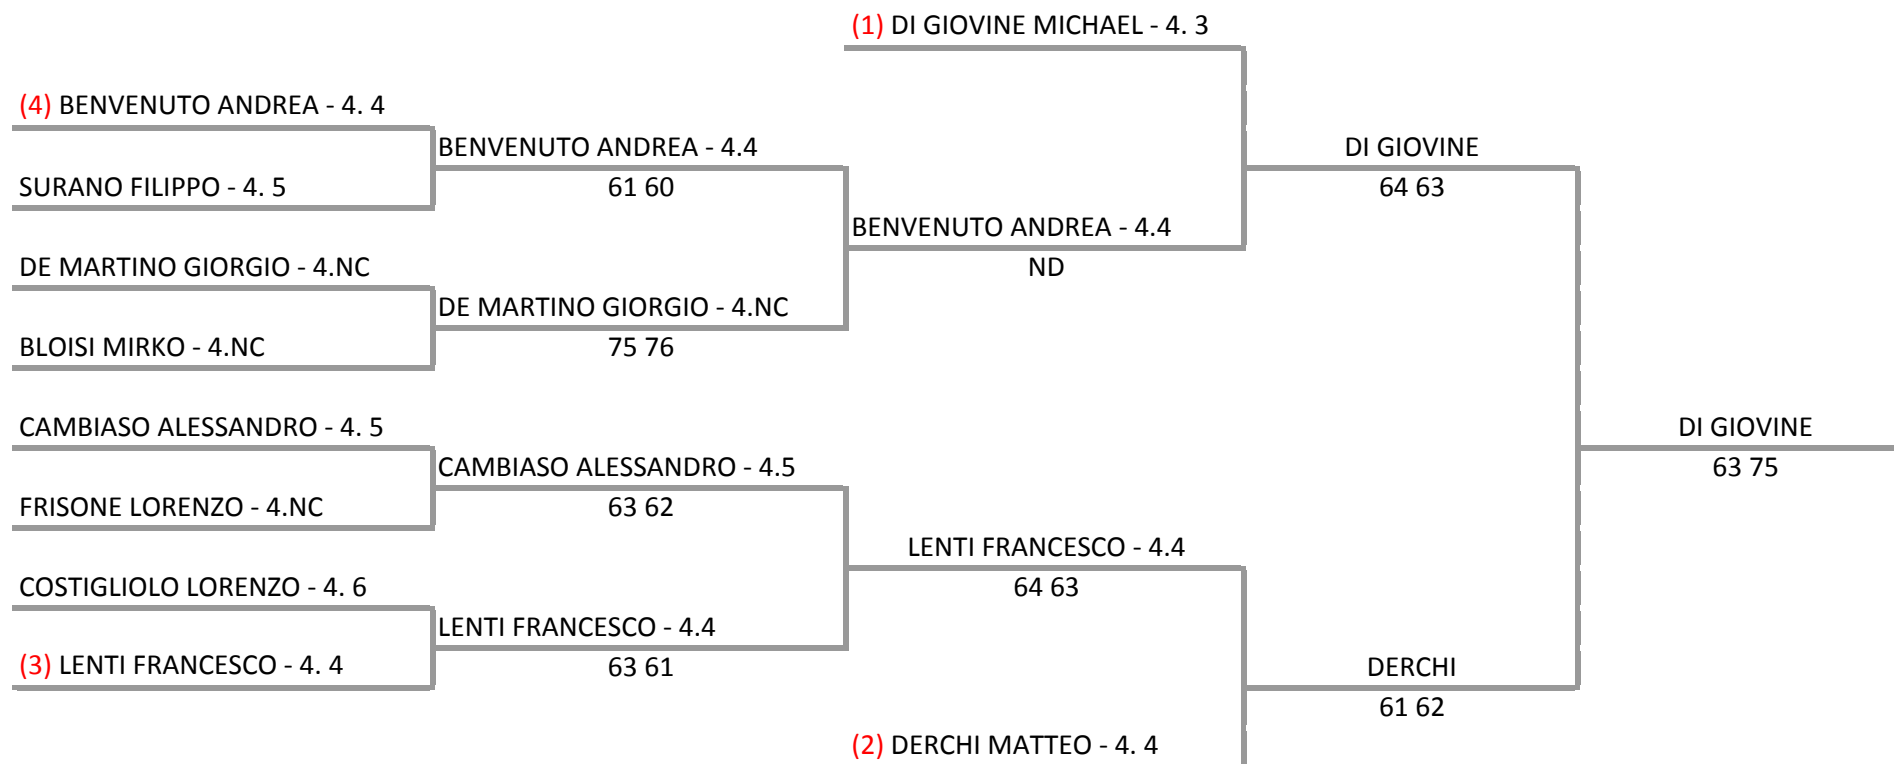 (1) DI GIOVINE MICHAEL - 4. 3
(4) BENVENUTO ANDREA - 4. 4
BENVENUTO ANDREA - 4.4
DI GIOVINE
SURANO FILIPPO - 4. 5
61 60
64 63
BENVENUTO ANDREA - 4.4
DE MARTINO GIORGIO - 4.NC
ND
DE MARTINO GIORGIO - 4.NC
BLOISI MIRKO - 4.NC
75 76
CAMBIASO ALESSANDRO - 4. 5
DI GIOVINE
CAMBIASO ALESSANDRO - 4.5
63 75
FRISONE LORENZO - 4.NC
63 62
LENTI FRANCESCO - 4.4
COSTIGLIOLO LORENZO - 4. 6
64 63
LENTI FRANCESCO - 4.4
(3) LENTI FRANCESCO - 4. 4
63 61
DERCHI
61 62
(2) DERCHI MATTEO - 4. 4